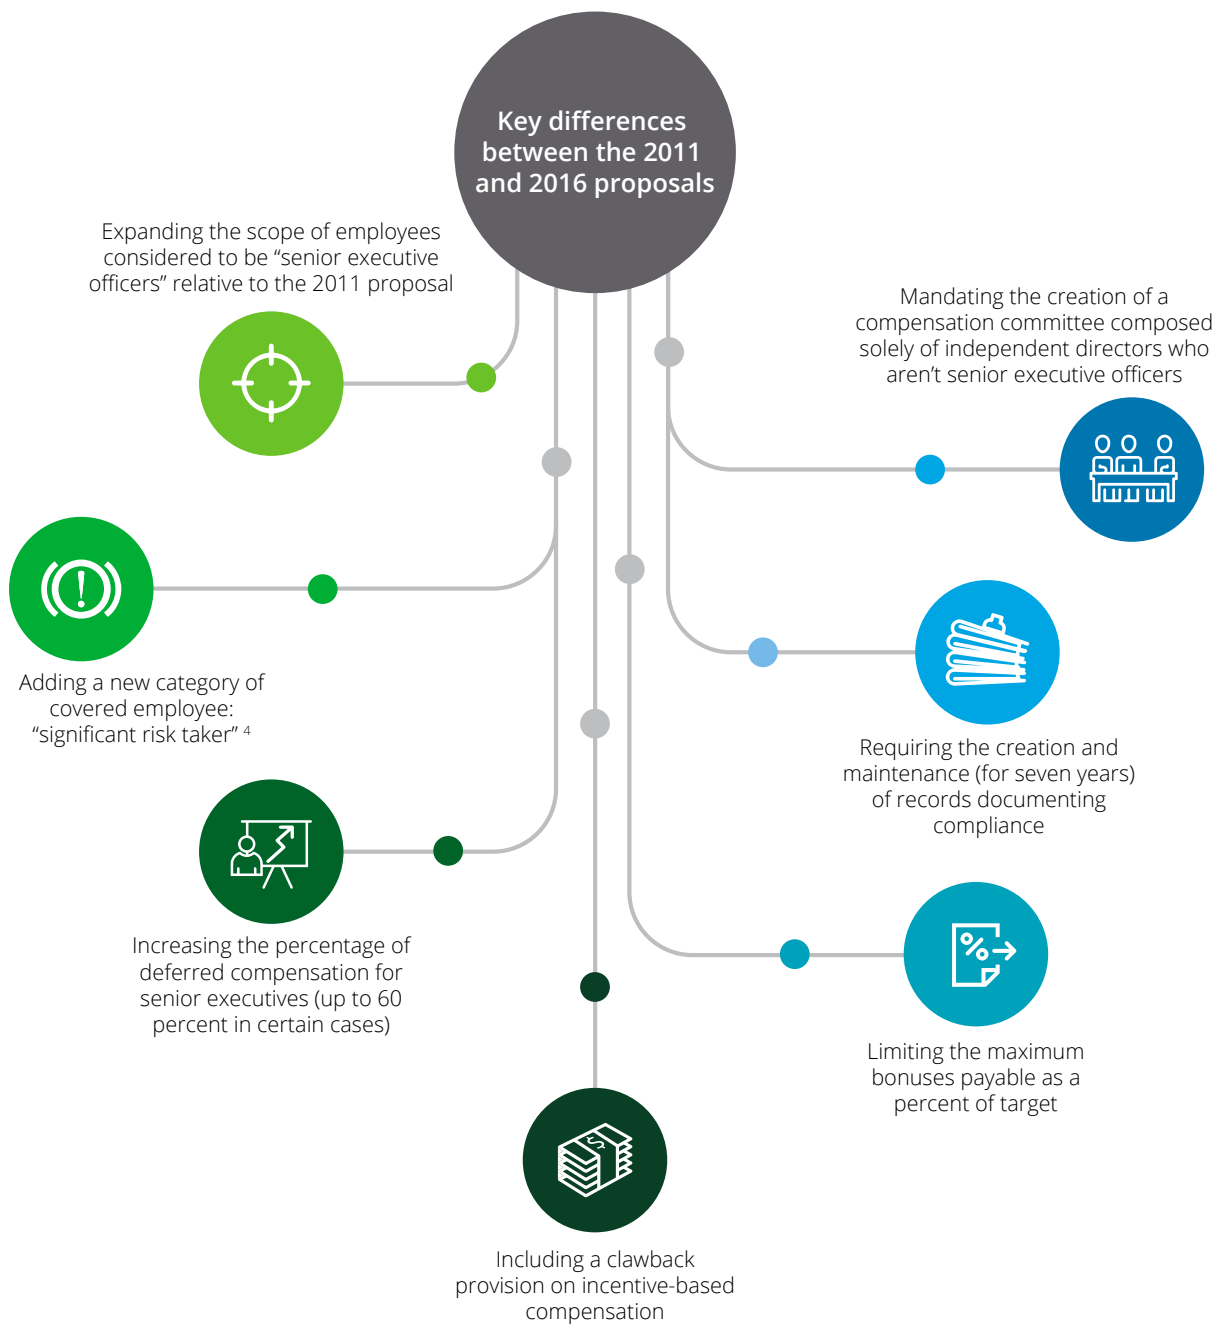 Key differences
between the 2011
and 2016 proposals
Expanding the scope of employees
considered to be “senior executive
officers” relative to the 2011 proposal
Mandating the creation of a
compensation committee composed
solely of independent directors who
aren’t senior executive officers
Adding a new category of
covered employee:
“significant risk taker” 4
Requiring the creation and
maintenance (for seven years)
of records documenting
compliance
Increasing the percentage of
deferred compensation for
senior executives (up to 60
percent in certain cases)
Limiting the maximum
bonuses payable as a
percent of target
Including a clawback
provision on incentive-based
compensation